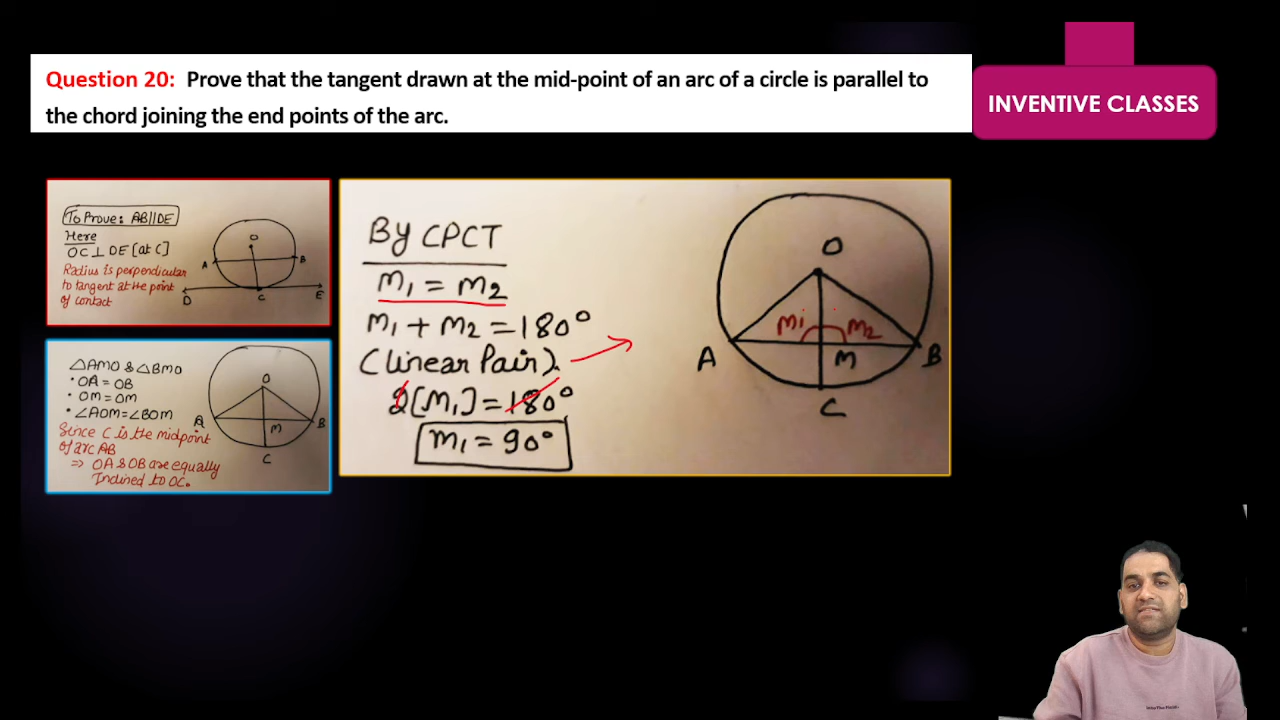 Question 20: Prove that the tangent drawn at the mid-point of an arc of a circle is parallel to
the chord joining the end points of the arc.
INVENTIVE CLASSES
To Prove: AB||DE
Here
OC⊥DE [at C]
Radius is perpendicular
to tangent at the point
of contact
O
A
B
D
C
E
△AMO & △BMO
• OA = OB
• OM = OM
• ∠AOM = ∠BOM
Since C is the midpoint
of arc AB
⇒ OA & OB are equally
Inclined to OC.
O
A
B
M
C
By CPCT
m₁ = m₂
m₁ + m₂ = 180°
(Linear Pair).
2[m₁] = 180°
m₁ = 90°
O
m₁
m₂
A
M
B
C